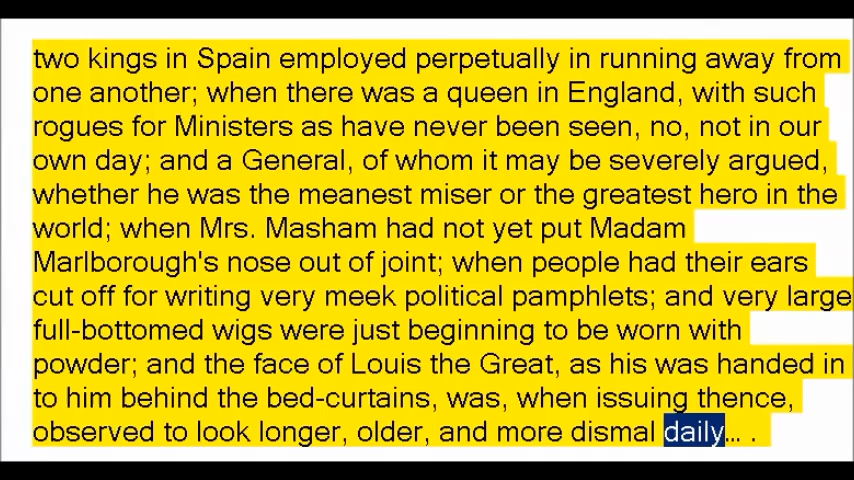 two kings in Spain employed perpetually in running away from
one another; when there was a queen in England, with such
rogues for Ministers as have never been seen, no, not in our
own day; and a General, of whom it may be severely argued,
whether he was the meanest miser or the greatest hero in the
world; when Mrs. Masham had not yet put Madam
Marlborough's nose out of joint; when people had their ears
cut off for writing very meek political pamphlets; and very large
full-bottomed wigs were just beginning to be worn with
powder; and the face of Louis the Great, as his was handed in
to him behind the bed-curtains, was, when issuing thence,
observed to look longer, older, and more dismal daily... .